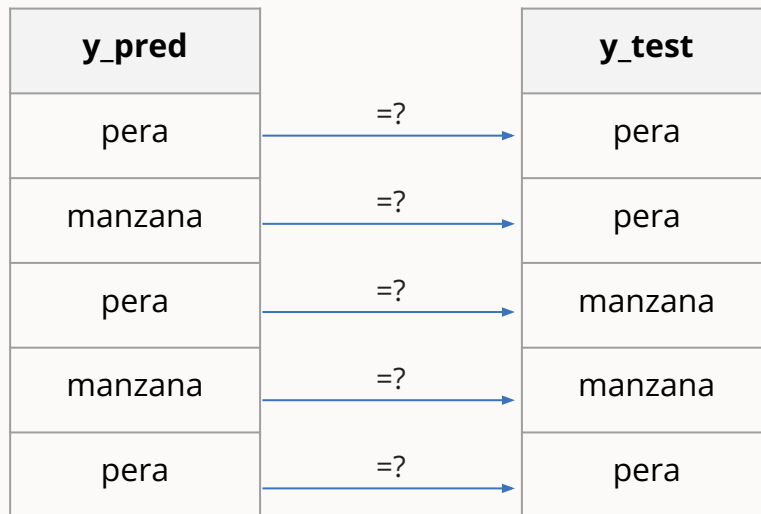 y_pred y_test
pera =? pera
manzana =? pera
pera =? manzana
manzana =? manzana
pera =? pera